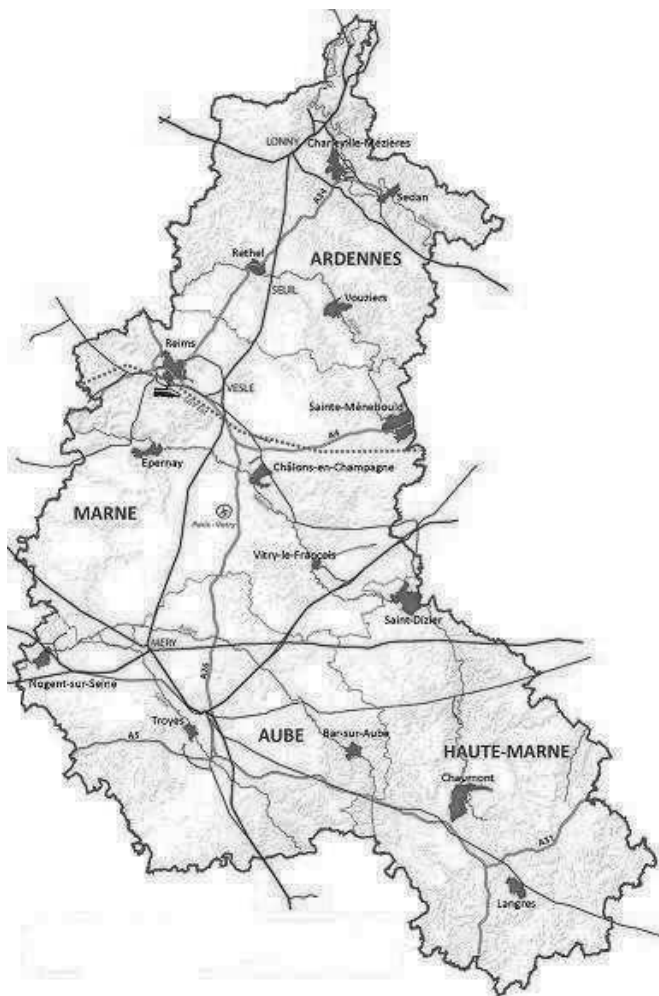 LONNY
Charleville-Mézières
Sedan
A34
Rethel
ARDENNES
SEUIL
Vouziers
Reims
VESLE
Sainte-Ménehould
A4
Epernay
Châlons-en-Champagne
MARNE
Paris-Vatry
Vitry-le-François
Saint-Dizier
MERY
A26
Nogent-sur-Seine
Troyes
A5
AUBE
Bar-sur-Aube
HAUTE-MARNE
Chaumont
A31
Langres